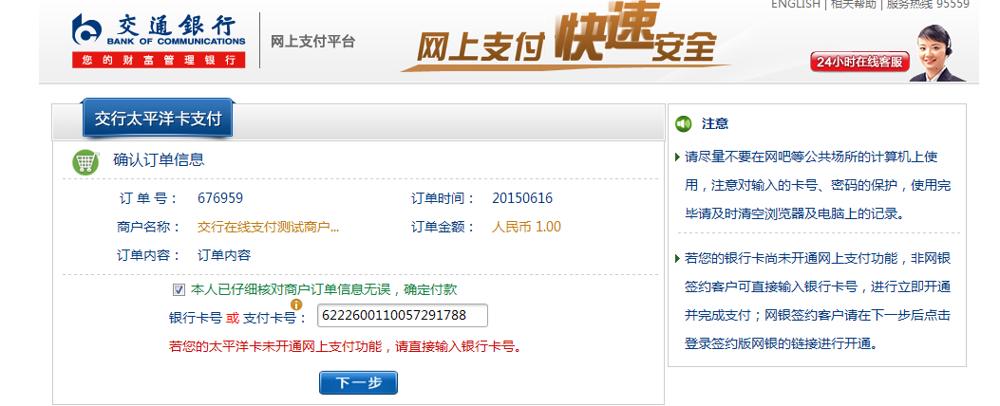 ENGLISH | 相关帮助 | 服务热线 95559
交通銀行
BANK OF COMMUNICATIONS
您的财富管理银行
网上支付平台
网上支付 快速安全
24小时在线客服
交行太平洋卡支付
确认订单信息
订 单 号： 676959 订单时间： 20150616
商户名称： 交行在线支付测试商户... 订单金额： 人民币 1.00
订单内容： 订单内容
本人已仔细核对商户订单信息无误，确定付款
银行卡号 或 支付卡号： 6222600110057291788
若您的太平洋卡未开通网上支付功能，请直接输入银行卡号。
下一步
注意
请尽量不要在网吧等公共场所的计算机上使
用，注意对输入的卡号、密码的保护，使用完
毕请及时清空浏览器及电脑上的记录。
若您的银行卡尚未开通网上支付功能，非网银
签约客户可直接输入银行卡号，进行立即开通
并完成支付；网银签约客户请在下一步后点击
登录签约版网银的链接进行开通。